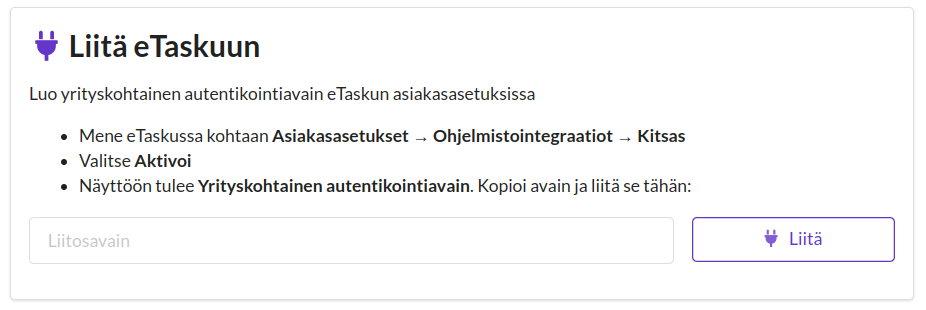 Liitä eTaskuun
Luo yrityskohtainen autentikointiavain eTaskun asiakasasetuksissa
• Mene eTaskussa kohtaan Asiakasasetukset → Ohjelmistointegraatiot → Kitsas
• Valitse Aktivoi
• Näyttöön tulee Yrityskohtainen autentikointiavain. Kopioi avain ja liitä se tähän:
Liitosavain
Liitä